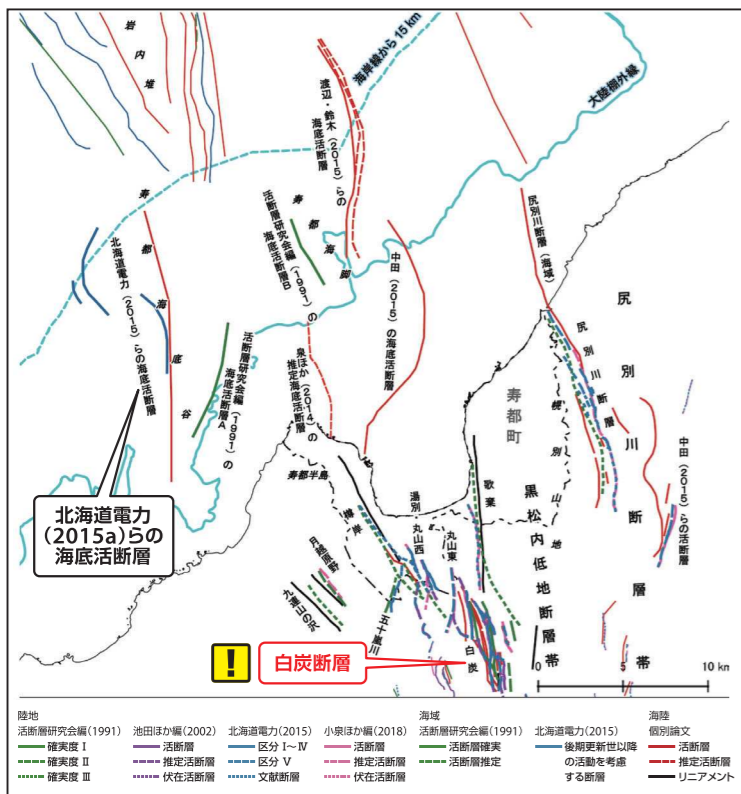 岩内堆
海岸線から 15 km
大陸棚外縁
渡辺・鈴木(2015)らの
海底活断層
寿都海脚
活断層研究会編(1991)の
海底活断層B
尻別川断層(海域)
寿都海底谷
北海道電力(2015)らの海底活断層
中田(2015)の海底活断層
泉ほか(2014)の
推定海底活断層
活断層研究会編(1991)の
海底活断層A
尻別川断層
尻別川断層帯
寿都町
幌別山地
中田(2015)らの活断層
北海道電力
(2015a)らの
海底活断層
寿都半島
樽岸
湯別
丸山西
丸山東
歌棄
黒松内低地断層帯
月越原野
九運山の沢
五十嵐川
白炭
!
白炭断層
0
5
10 km
陸地
活断層研究会編(1991)
確実度 Ⅰ
確実度 Ⅱ
確実度 Ⅲ
池田ほか編(2002)
活断層
推定活断層
伏在活断層
北海道電力(2015)
区分 Ⅰ～Ⅳ
区分 Ⅴ
文献断層
小泉ほか編(2018)
活断層
推定活断層
伏在活断層
海域
活断層研究会編(1991)
活断層確実
活断層推定
北海道電力(2015)
後期更新世以降
の活動を考慮
する断層
海陸
個別論文
活断層
推定活断層
リニアメント